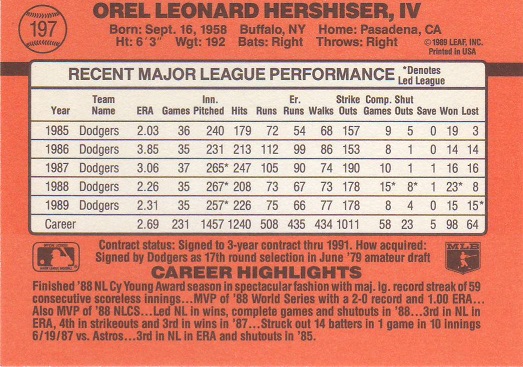 197
OREL LEONARD HERSHISER, IV
Born: Sept. 16, 1958 Buffalo, NY Home: Pasadena, CA
Ht: 6'3" Wgt: 192 Bats: Right Throws: Right
©1989 LEAF, INC.
Printed in USA
RECENT MAJOR LEAGUE PERFORMANCE *Denotes Led League
Year Team Name ERA Games Inn. Pitched Hits Runs Er. Runs Walks Strike Outs Comp. Games Shut Outs Save Won Lost
1985 Dodgers 2.03 36 240 179 72 54 68 157 9 5 0 19 3
1986 Dodgers 3.85 35 231 213 112 99 86 153 8 1 0 14 14
1987 Dodgers 3.06 37 265* 247 105 90 74 190 10 1 1 16 16
1988 Dodgers 2.26 35 267* 208 73 67 73 178 15* 8* 1 23* 8
1989 Dodgers 2.31 35 257* 226 75 66 77 178 8 4 0 15 15*
Career 2.69 231 1457 1240 508 435 434 1011 58 23 5 98 64
Contract status: Signed to 3-year contract thru 1991. How acquired:
Signed by Dodgers as 17th round selection in June '79 amateur draft
MLB
CAREER HIGHLIGHTS
Finished '88 NL Cy Young Award season in spectacular fashion with maj. lg. record streak of 59
consecutive scoreless innings...MVP of '88 World Series with a 2-0 record and 1.00 ERA...
Also MVP of '88 NLCS...Led NL in wins, complete games and shutouts in '88...3rd in NL in
ERA, 4th in strikeouts and 3rd in wins in '87...Struck out 14 batters in 1 game in 10 innings
6/19/87 vs. Astros...3rd in NL in ERA and shutouts in '85.